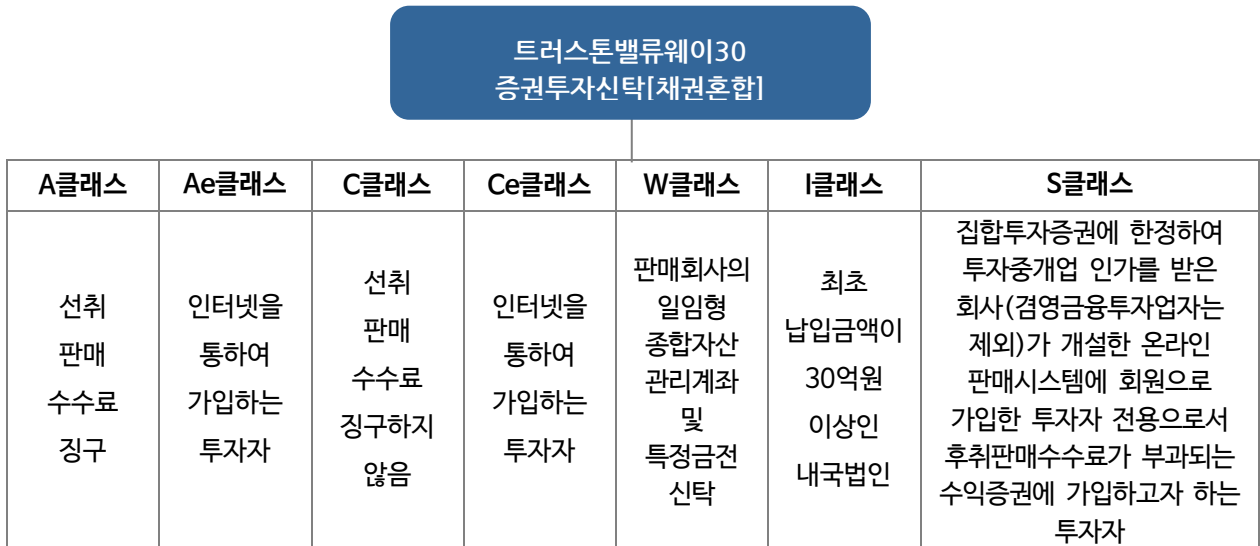 트러스톤밸류웨이30
증권투자신탁[채권혼합]
A클래스
Ae클래스
C클래스
Ce클래스
W클래스
I클래스
S클래스
선취
판매
수수료
징구
인터넷을
통하여
가입하는
투자자
선취
판매
수수료
징구하지
않음
인터넷을
통하여
가입하는
투자자
판매회사의
일임형
종합자산
관리계좌
및
특정금전
신탁
최초
납입금액이
30억원
이상인
내국법인
집합투자증권에 한정하여
투자중개업 인가를 받은
회사(겸영금융투자업자는
제외)가 개설한 온라인
판매시스템에 회원으로
가입한 투자자 전용으로서
후취판매수수료가 부과되는
수익증권에 가입하고자 하는
투자자